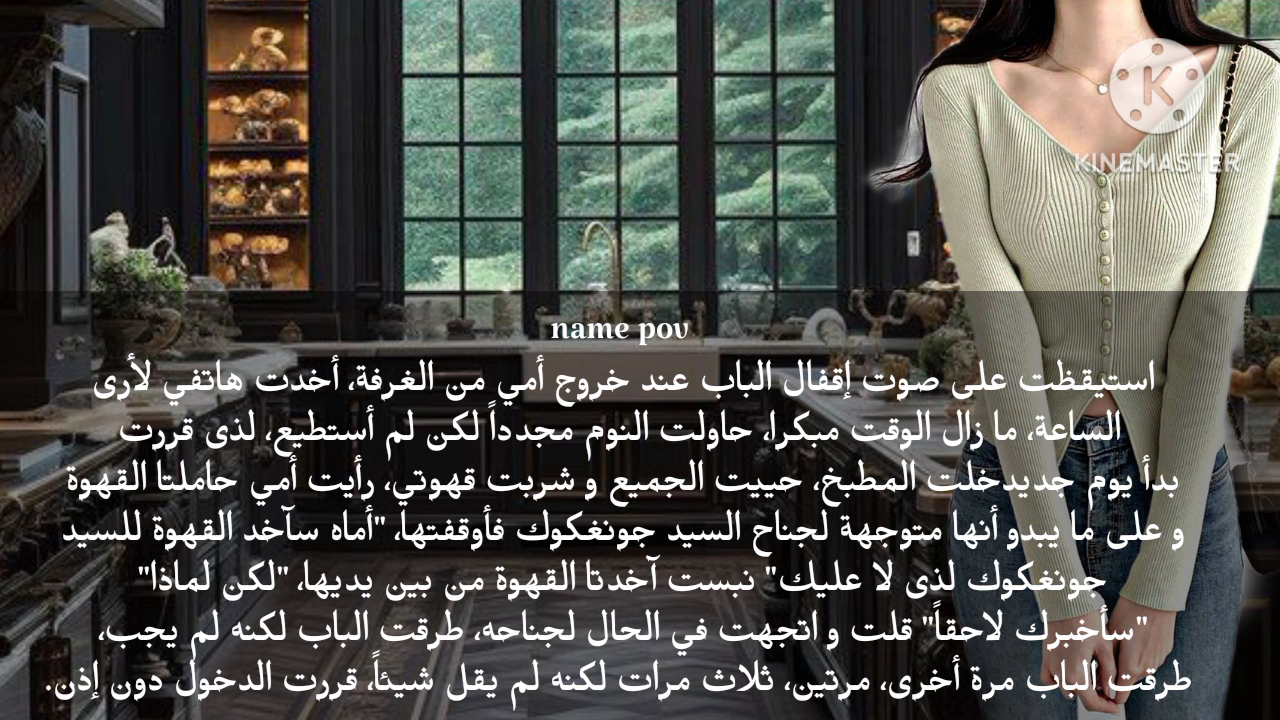 KINEMASTER
name pov
استيقظت على صوت إقفال الباب عند خروج أمي من الغرفة، أخدت هاتفي لأرى
الساعة، ما زال الوقت مبكرا، حاولت النوم مجدداً لكن لم أستطيع، لذى قررت
بدأ يوم جديدخلت المطبخ، حييت الجميع و شربت قهوتي، رأيت أمي حاملتا القهوة
و على ما يبدو أنها متوجهة لجناح السيد جونغكوك فأوقفتها، "أماه سآخد القهوة للسيد
جونغكوك لذى لا عليك" نبست آخدتا القهوة من بين يديها، "لكن لماذا"
"سأخبرك لاحقاً" قلت و اتجهت في الحال لجناحه، طرقت الباب لكنه لم يجب،
طرقت الباب مرة أخرى، مرتين، ثلاث مرات لكنه لم يقل شيئاً، قررت الدخول دون إذن.